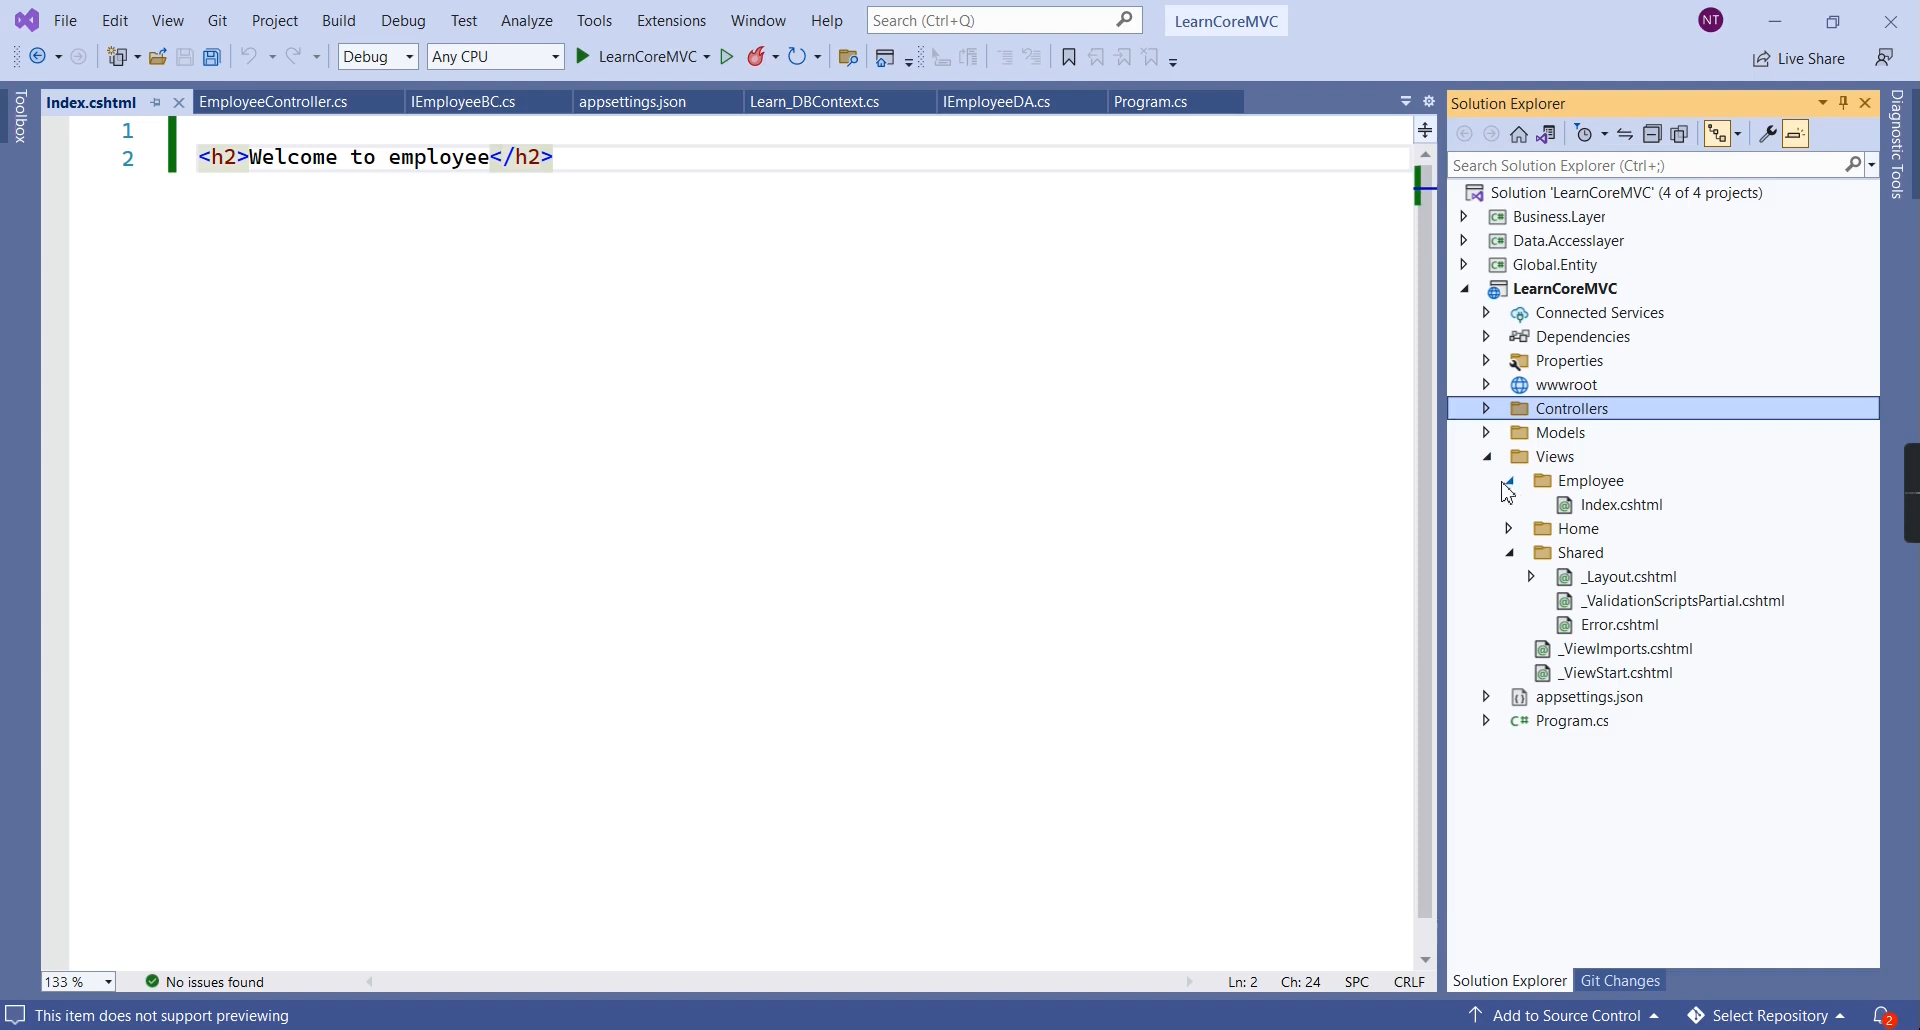 File Edit View Git Project Build Debug Test Analyze Tools Extensions Window Help Search (Ctrl+Q) LearnCoreMVC NT
Debug Any CPU LearnCoreMVC Live Share
Toolbox
Index.cshtml EmployeeController.cs IEmployeeBC.cs appsettings.json Learn_DBContext.cs IEmployeeDA.cs Program.cs
1
2 <h2>Welcome to employee</h2>
Solution Explorer
Search Solution Explorer (Ctrl+;)
Solution 'LearnCoreMVC' (4 of 4 projects)
C# Business.Layer
C# Data.Accesslayer
C# Global.Entity
LearnCoreMVC
Connected Services
Dependencies
Properties
wwwroot
Controllers
Models
Views
Employee
Index.cshtml
Home
Shared
_Layout.cshtml
_ValidationScriptsPartial.cshtml
Error.cshtml
_ViewImports.cshtml
_ViewStart.cshtml
appsettings.json
C# Program.cs
Diagnostic Tools
133 % No issues found Ln: 2 Ch: 24 SPC CRLF
Solution Explorer Git Changes
This item does not support previewing Add to Source Control Select Repository 2